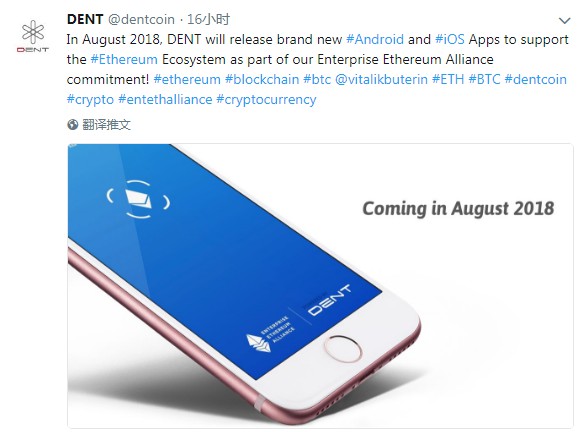 DENT @dentcoin · 16小时
DENT
In August 2018, DENT will release brand new #Android and #iOS Apps to support
the #Ethereum Ecosystem as part of our Enterprise Ethereum Alliance
commitment! #ethereum #blockchain #btc @vitalikbuterin #ETH #BTC #dentcoin
#crypto #entethalliance #cryptocurrency
翻译推文
Coming in August 2018
ENTERPRISE
ETHEREUM
ALLIANCE
DENT